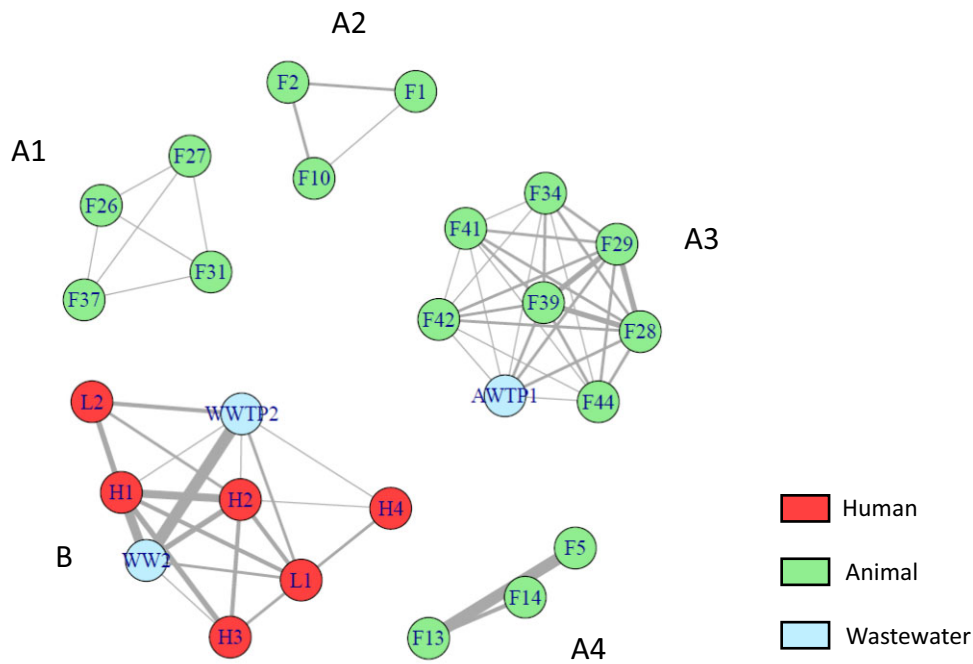 A2
F2
F1
F10
A1
F27
F26
F31
F37
A3
F34
F41
F29
F39
F42
F28
AWTP1
F44
L2
WWTP2
H1
H2
H4
B
WW2
L1
H3
F5
F14
F13
A4
Human
Animal
Wastewater